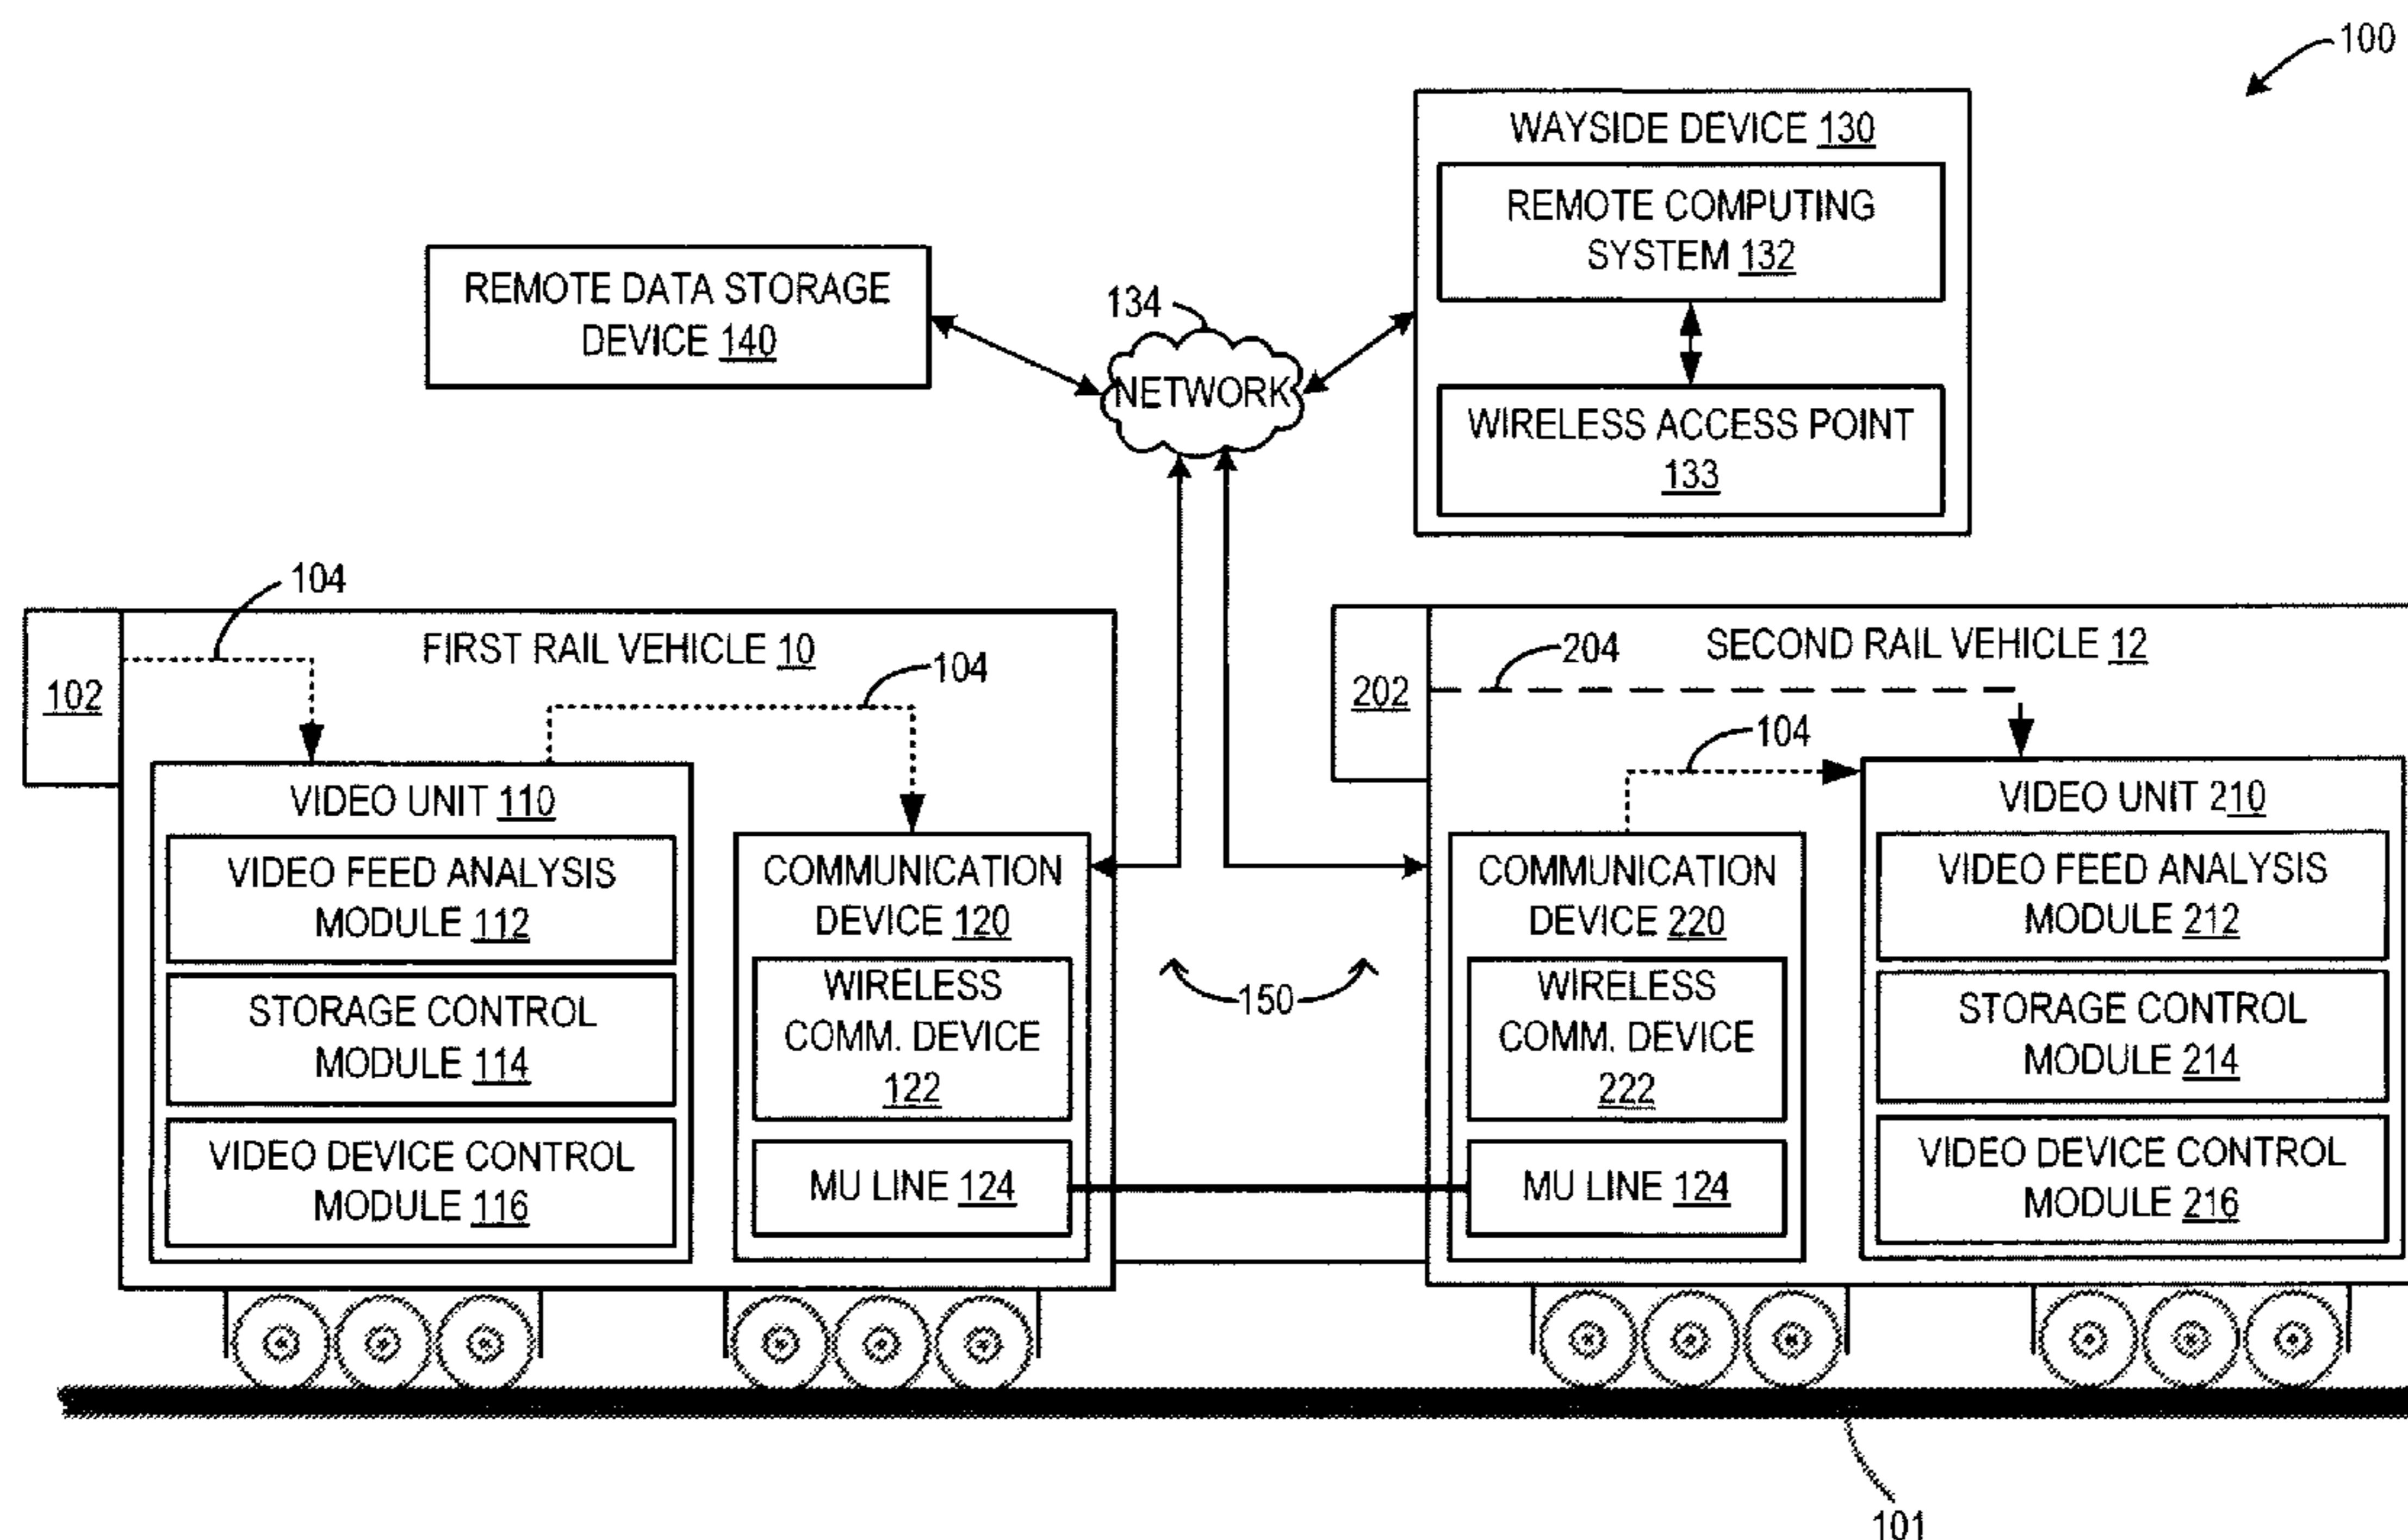 100
WAYSIDE DEVICE 130
REMOTE COMPUTING
SYSTEM 132
WIRELESS ACCESS POINT
133
REMOTE DATA STORAGE
DEVICE 140
134
NETWORK
104
FIRST RAIL VEHICLE 10
104
102
VIDEO UNIT 110
VIDEO FEED ANALYSIS
MODULE 112
STORAGE CONTROL
MODULE 114
VIDEO DEVICE CONTROL
MODULE 116
COMMUNICATION
DEVICE 120
WIRELESS
COMM. DEVICE
122
MU LINE 124
150
SECOND RAIL VEHICLE 12
204
202
104
COMMUNICATION
DEVICE 220
WIRELESS
COMM. DEVICE
222
MU LINE 124
VIDEO UNIT 210
VIDEO FEED ANALYSIS
MODULE 212
STORAGE CONTROL
MODULE 214
VIDEO DEVICE CONTROL
MODULE 216
101